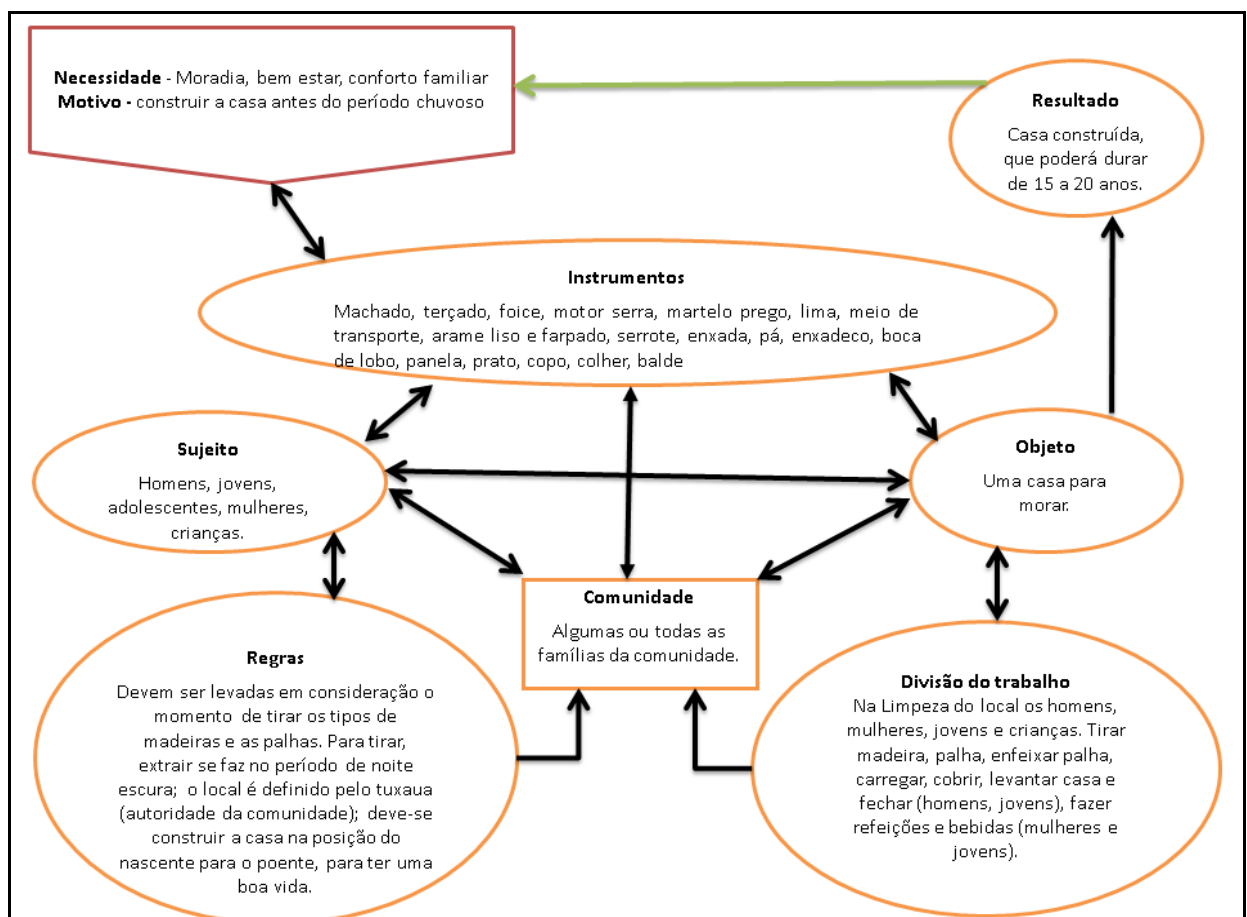 Necessidade - Moradia, bem estar, conforto familiar
Motivo - construir a casa antes do período chuvoso
Resultado
Casa construída,
que poderá durar
de 15 a 20 anos.
Instrumentos
Machado, terçado, foice, motor serra, martelo prego, lima, meio de
transporte, arame liso e farpado, serrote, enxada, pá, enxadeco, boca
de lobo, panela, prato, copo, colher, balde
Sujeito
Homens, jovens,
adolescentes, mulheres,
crianças.
Objeto
Uma casa para
morar.
Comunidade
Algumas ou todas as
famílias da comunidade.
Regras
Devem ser levadas em consideração o
momento de tirar os tipos de
madeiras e as palhas. Para tirar,
extrair se faz no período de noite
escura; o local é definido pelo tuxaua
(autoridade da comunidade); deve-se
construir a casa na posição do
nascente para o poente, para ter uma
boa vida.
Divisão do trabalho
Na Limpeza do local os homens,
mulheres, jovens e crianças. Tirar
madeira, palha, enfeixar palha,
carregar, cobrir, levantar casa e
fechar (homens, jovens), fazer
refeições e bebidas (mulheres e
jovens).